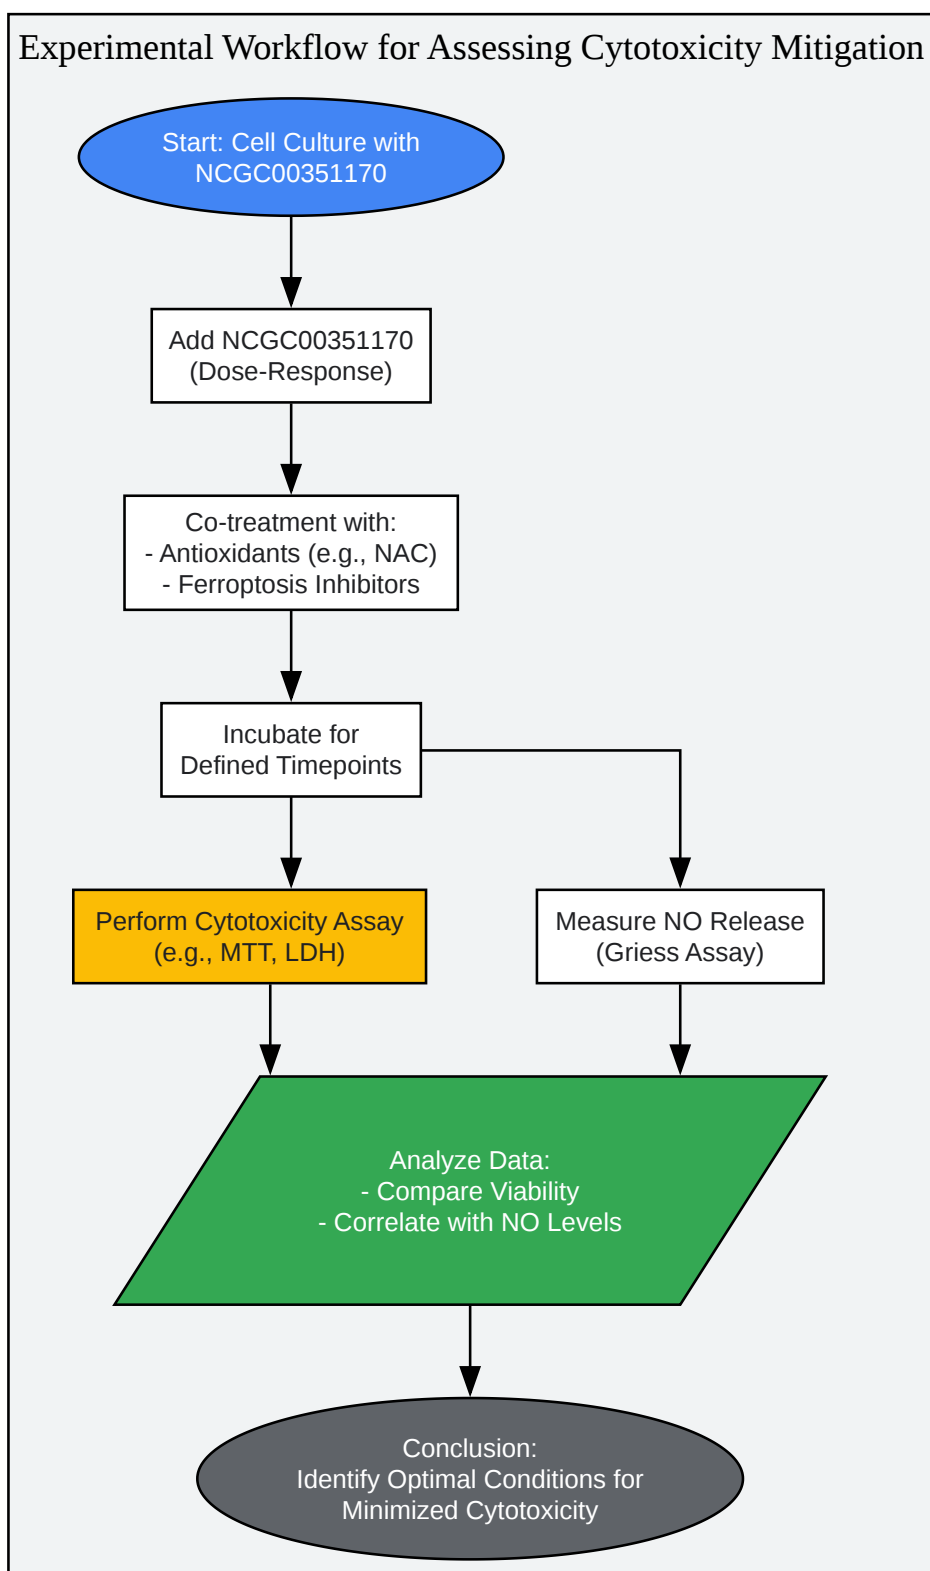 Experimental Workflow for Assessing Cytotoxicity Mitigation
Start: Cell Culture with
NCGC00351170
Add NCGC00351170
(Dose-Response)
Co-treatment with:
- Antioxidants (e.g., NAC)
- Ferroptosis Inhibitors
Incubate for
Defined Timepoints
Perform Cytotoxicity Assay
(e.g., MTT, LDH)
Measure NO Release
(Griess Assay)
Analyze Data:
- Compare Viability
- Correlate with NO Levels
Conclusion:
Identify Optimal Conditions for
Minimized Cytotoxicity